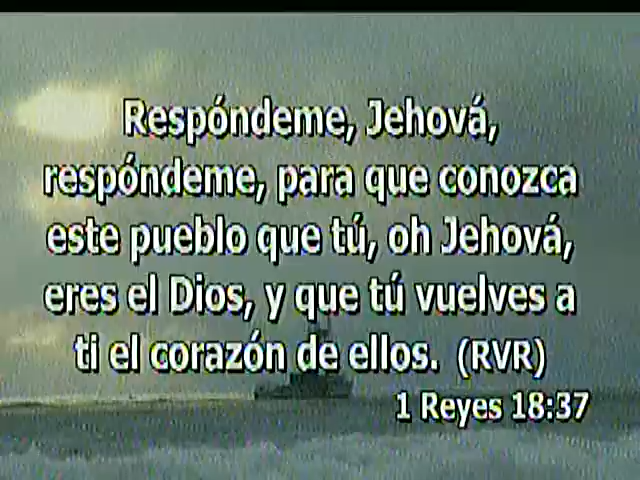 Respóndeme, Jehová,
respóndeme, para que conozca
este pueblo que tú, oh Jehová,
eres el Dios, y que tú vuelves a
ti el corazón de ellos. (RVR)
1 Reyes 18:37